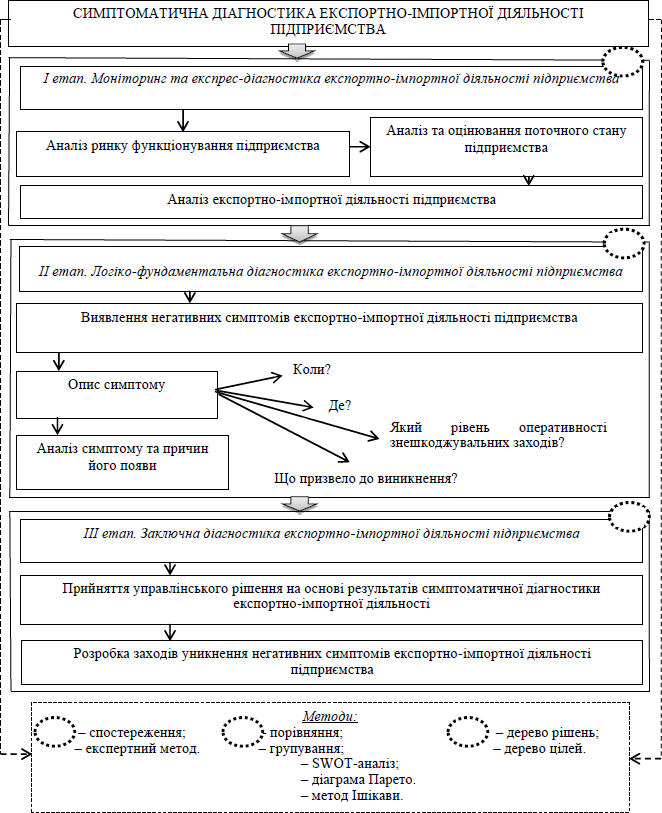 СИМПТОМАТИЧНА ДІАГНОСТИКА ЕКСПОРТНО-ІМПОРТНОЇ ДІЯЛЬНОСТІ
ПІДПРИЄМСТВА
І етап. Моніторинг та експрес-діагностика експортно-імпортної діяльності підприємства
Аналіз ринку функціонування підприємства
Аналіз та оцінювання поточного стану
підприємства
Аналіз експортно-імпортної діяльності підприємства
ІІ етап. Логіко-фундаментальна діагностика експортно-імпортної діяльності підприємства
Виявлення негативних симптомів експортно-імпортної діяльності підприємства
Опис симптому
Коли?
Де?
Який рівень оперативності
знешкоджувальних заходів?
Що призвело до виникнення?
Аналіз симптому та причин
його появи
ІІІ етап. Заключна діагностика експортно-імпортної діяльності підприємства
Прийняття управлінського рішення на основі результатів симптоматичної діагностики
експортно-імпортної діяльності
Розробка заходів уникнення негативних симптомів експортно-імпортної діяльності
підприємства
Методи:
– спостереження;
– експертний метод.
-порівняння;
– групування;
– SWOT-аналіз;
– діаграма Парето.
– метод Ішікави.
– дерево рішень;
– дерево цілей.